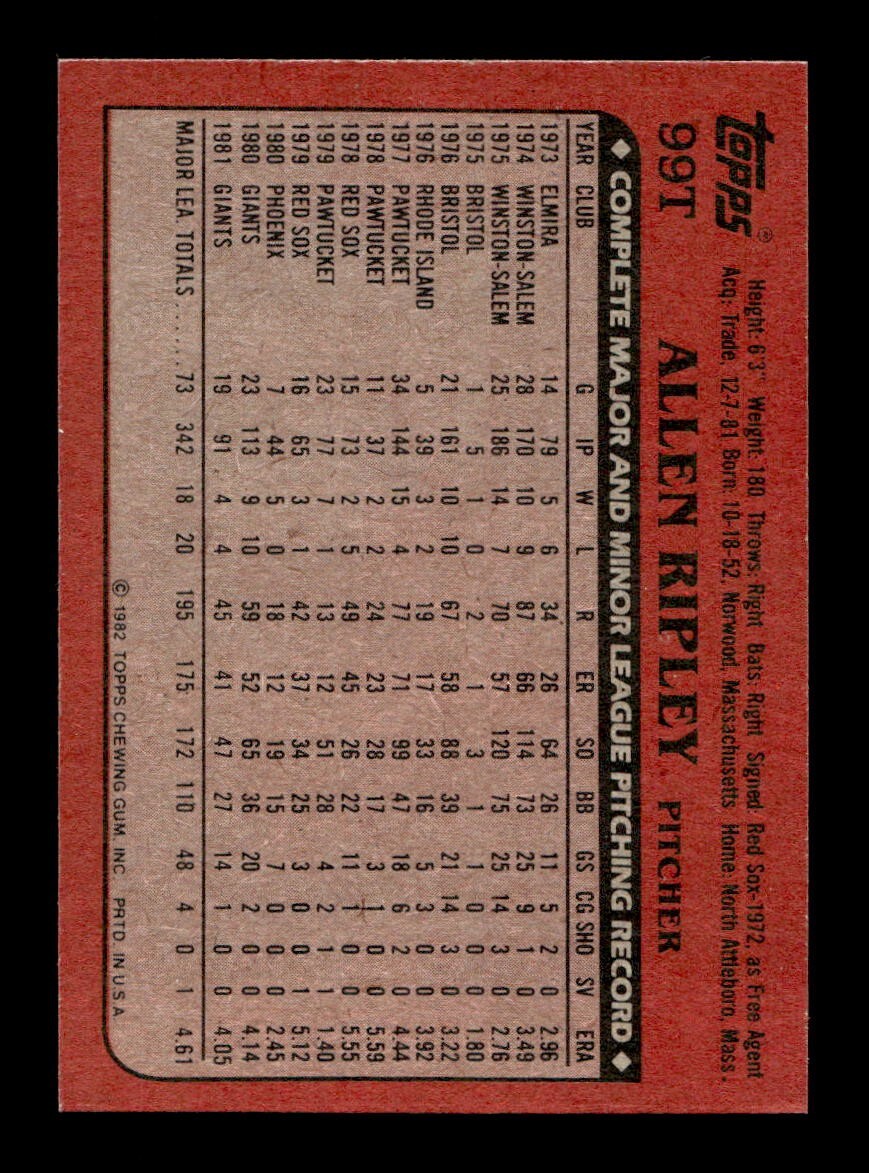 Topps®
Height: 6'3" Weight: 180 Throws: Right Bats: Right Signed: Red Sox-1972, as Free Agent
Acq: Trade, 12-7-81 Born: 10-18-52, Norwood, Massachusetts Home: North Attleboro, Mass.
99T ALLEN RIPLEY PITCHER
◆ COMPLETE MAJOR AND MINOR LEAGUE PITCHING RECORD ◆
YEAR CLUB G IP W L R ER SO BB GS CG SHO SV ERA
1973 ELMIRA 14 79 5 6 34 26 64 26 11 5 2 0 2.96
1974 WINSTON-SALEM 28 170 10 9 87 66 114 73 25 9 1 0 3.49
1975 WINSTON-SALEM 25 186 14 7 70 57 120 75 25 14 3 0 2.76
1975 BRISTOL 1 5 1 0 2 1 3 1 1 0 0 0 1.80
1976 BRISTOL 21 161 10 10 67 58 88 39 21 14 3 0 3.22
1976 RHODE ISLAND 5 39 3 2 19 17 33 16 5 3 0 0 3.92
1977 PAWTUCKET 34 144 15 4 77 71 99 47 18 6 2 0 4.44
1978 PAWTUCKET 11 37 2 2 24 23 28 17 3 1 0 0 5.59
1978 RED SOX 15 73 2 5 49 45 26 22 11 1 0 0 5.55
1979 PAWTUCKET 23 77 7 1 13 12 51 28 4 2 1 1 1.40
1979 RED SOX 16 65 3 1 42 37 34 25 3 0 0 1 5.12
1980 PHOENIX 7 44 5 0 18 12 19 15 7 0 0 0 2.45
1980 GIANTS 23 113 9 10 59 52 65 36 20 2 0 0 4.14
1981 GIANTS 19 91 4 4 45 41 47 27 14 1 0 0 4.05
MAJOR LEA. TOTALS ...... 73 342 18 20 195 175 172 110 48 4 0 1 4.61
© 1982 TOPPS CHEWING GUM, INC. PRTD. IN U.S.A.